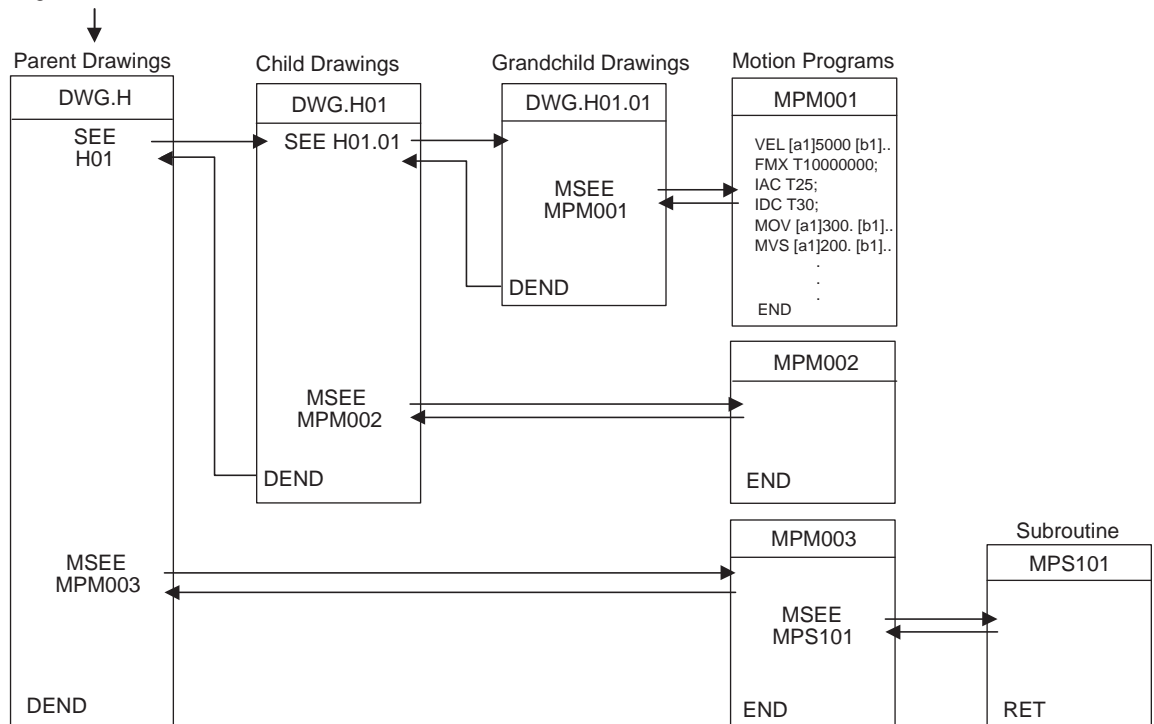 Parent Drawings
DWG.H
SEE
H01
MSEE
MPM003
DEND
Child Drawings
DWG.H01
SEE H01.01
MSEE
MPM002
DEND
Grandchild Drawings
DWG.H01.01
MSEE
MPM001
DEND
Motion Programs
MPM001
VEL [a1]5000 [b1]..
FMX T10000000;
IAC T25;
IDC T30;
MOV [a1]300. [b1]..
MVS [a1]200. [b1]..
.
.
.
END
MPM002
END
MPM003
MSEE
MPS101
END
Subroutine
MPS101
RET